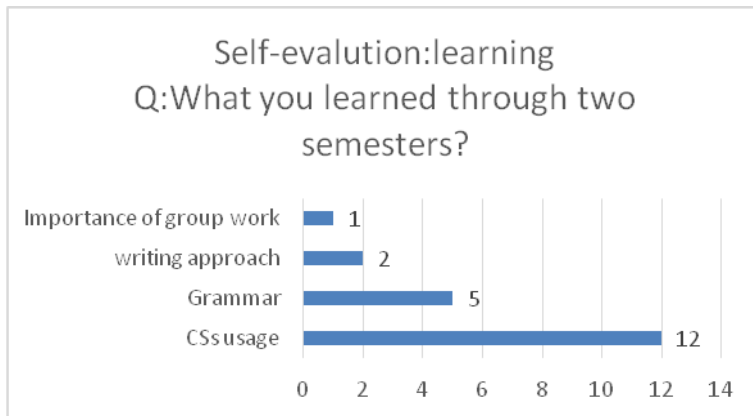 Self-evalution:learning
Q:What you learned through two
semesters?
Importance of group work 1
writing approach 2
Grammar 5
CSs usage 12
0 2 4 6 8 10 12 14